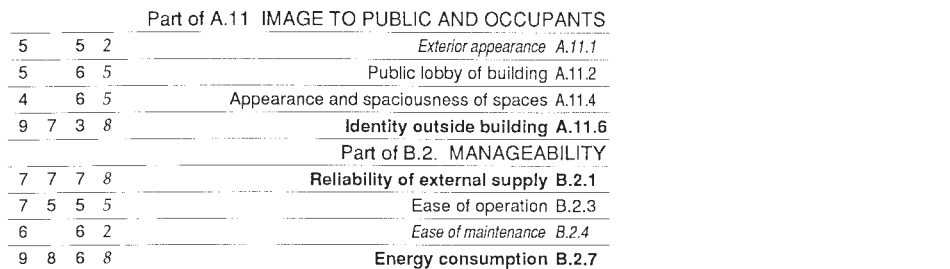 Part of A.11 IMAGE TO PUBLIC AND OCCUPANTS
5 5 2 Exterior appearance A.11.1
5 6 5 Public lobby of building A.11.2
4 6 5 Appearance and spaciousness of spaces A.11.4
9 7 3 8 Identity outside building A.11.6
Part of B.2. MANAGEABILITY
7 7 7 8 Reliability of external supply B.2.1
7 5 5 5 Ease of operation B.2.3
6 6 2 Ease of maintenance B.2.4
9 8 6 8 Energy consumption B.2.7